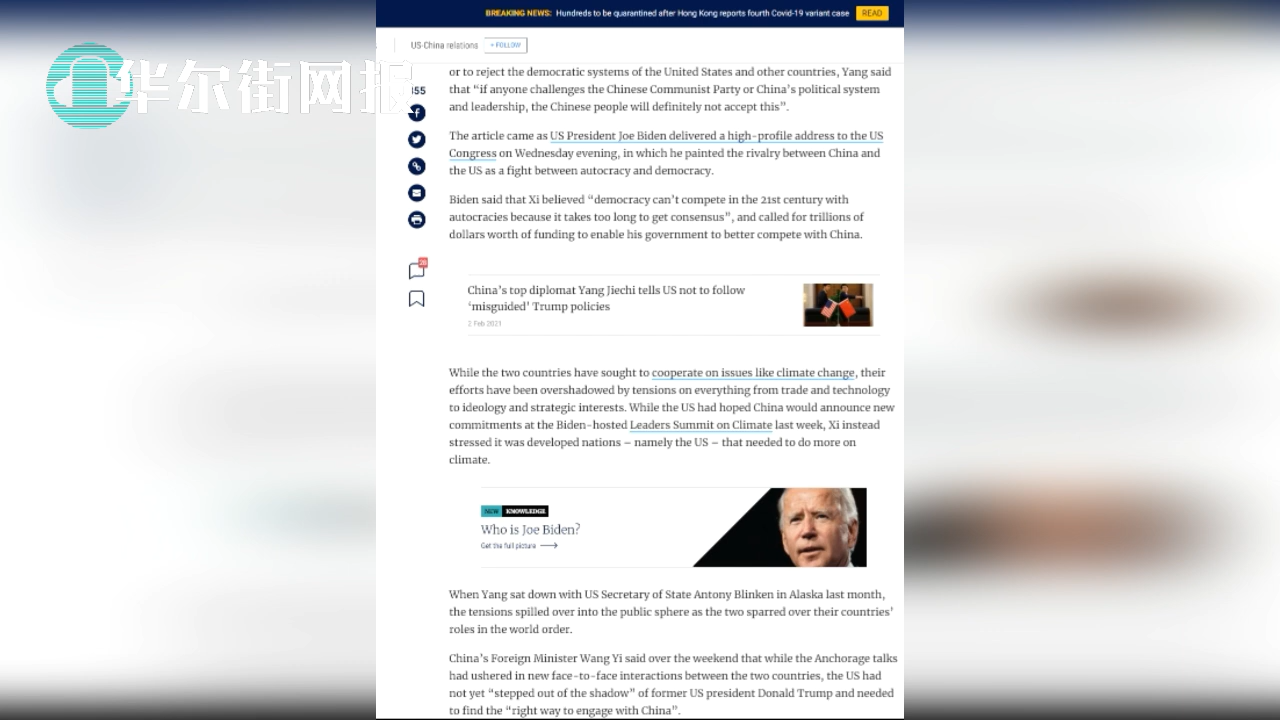 BREAKING NEWS: Hundreds to be quarantined after Hong Kong reports fourth Covid-19 variant case READ
US-China relations + FOLLOW
华尔街网报
155
or to reject the democratic systems of the United States and other countries, Yang said
that “if anyone challenges the Chinese Communist Party or China’s political system
and leadership, the Chinese people will definitely not accept this”.
The article came as US President Joe Biden delivered a high-profile address to the US
Congress on Wednesday evening, in which he painted the rivalry between China and
the US as a fight between autocracy and democracy.
Biden said that Xi believed “democracy can’t compete in the 21st century with
autocracies because it takes too long to get consensus”, and called for trillions of
dollars worth of funding to enable his government to better compete with China.
China’s top diplomat Yang Jiechi tells US not to follow
‘misguided’ Trump policies
2 Feb 2021
While the two countries have sought to cooperate on issues like climate change, their
efforts have been overshadowed by tensions on everything from trade and technology
to ideology and strategic interests. While the US had hoped China would announce new
commitments at the Biden-hosted Leaders Summit on Climate last week, Xi instead
stressed it was developed nations – namely the US – that needed to do more on
climate.
NEW KNOWLEDGE
Who is Joe Biden?
Get the full picture
When Yang sat down with US Secretary of State Antony Blinken in Alaska last month,
the tensions spilled over into the public sphere as the two sparred over their countries’
roles in the world order.
China’s Foreign Minister Wang Yi said over the weekend that while the Anchorage talks
had ushered in new face-to-face interactions between the two countries, the US had
not yet “stepped out of the shadow” of former US president Donald Trump and needed
to find the “right way to engage with China”.